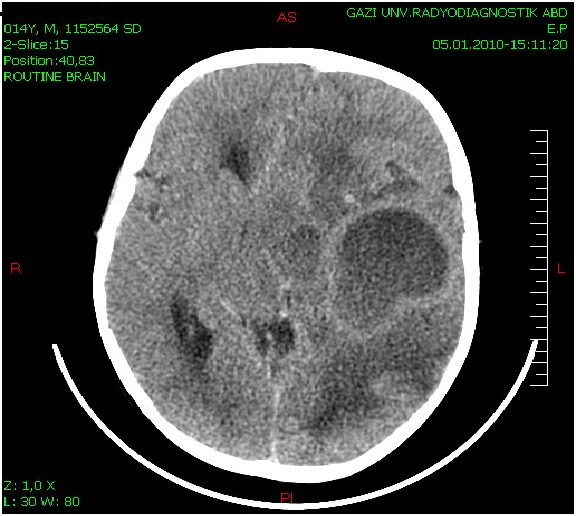 AS
GAZI UNV.RADYODIAGNOSTIK ABD
014Y, M, 1152564 SD
E.P
2-Slice:15
05.01.2010-15:11:20
Position:40,83
ROUTINE BRAIN
R
L
Z: 1,0 X
L: 30 W: 80